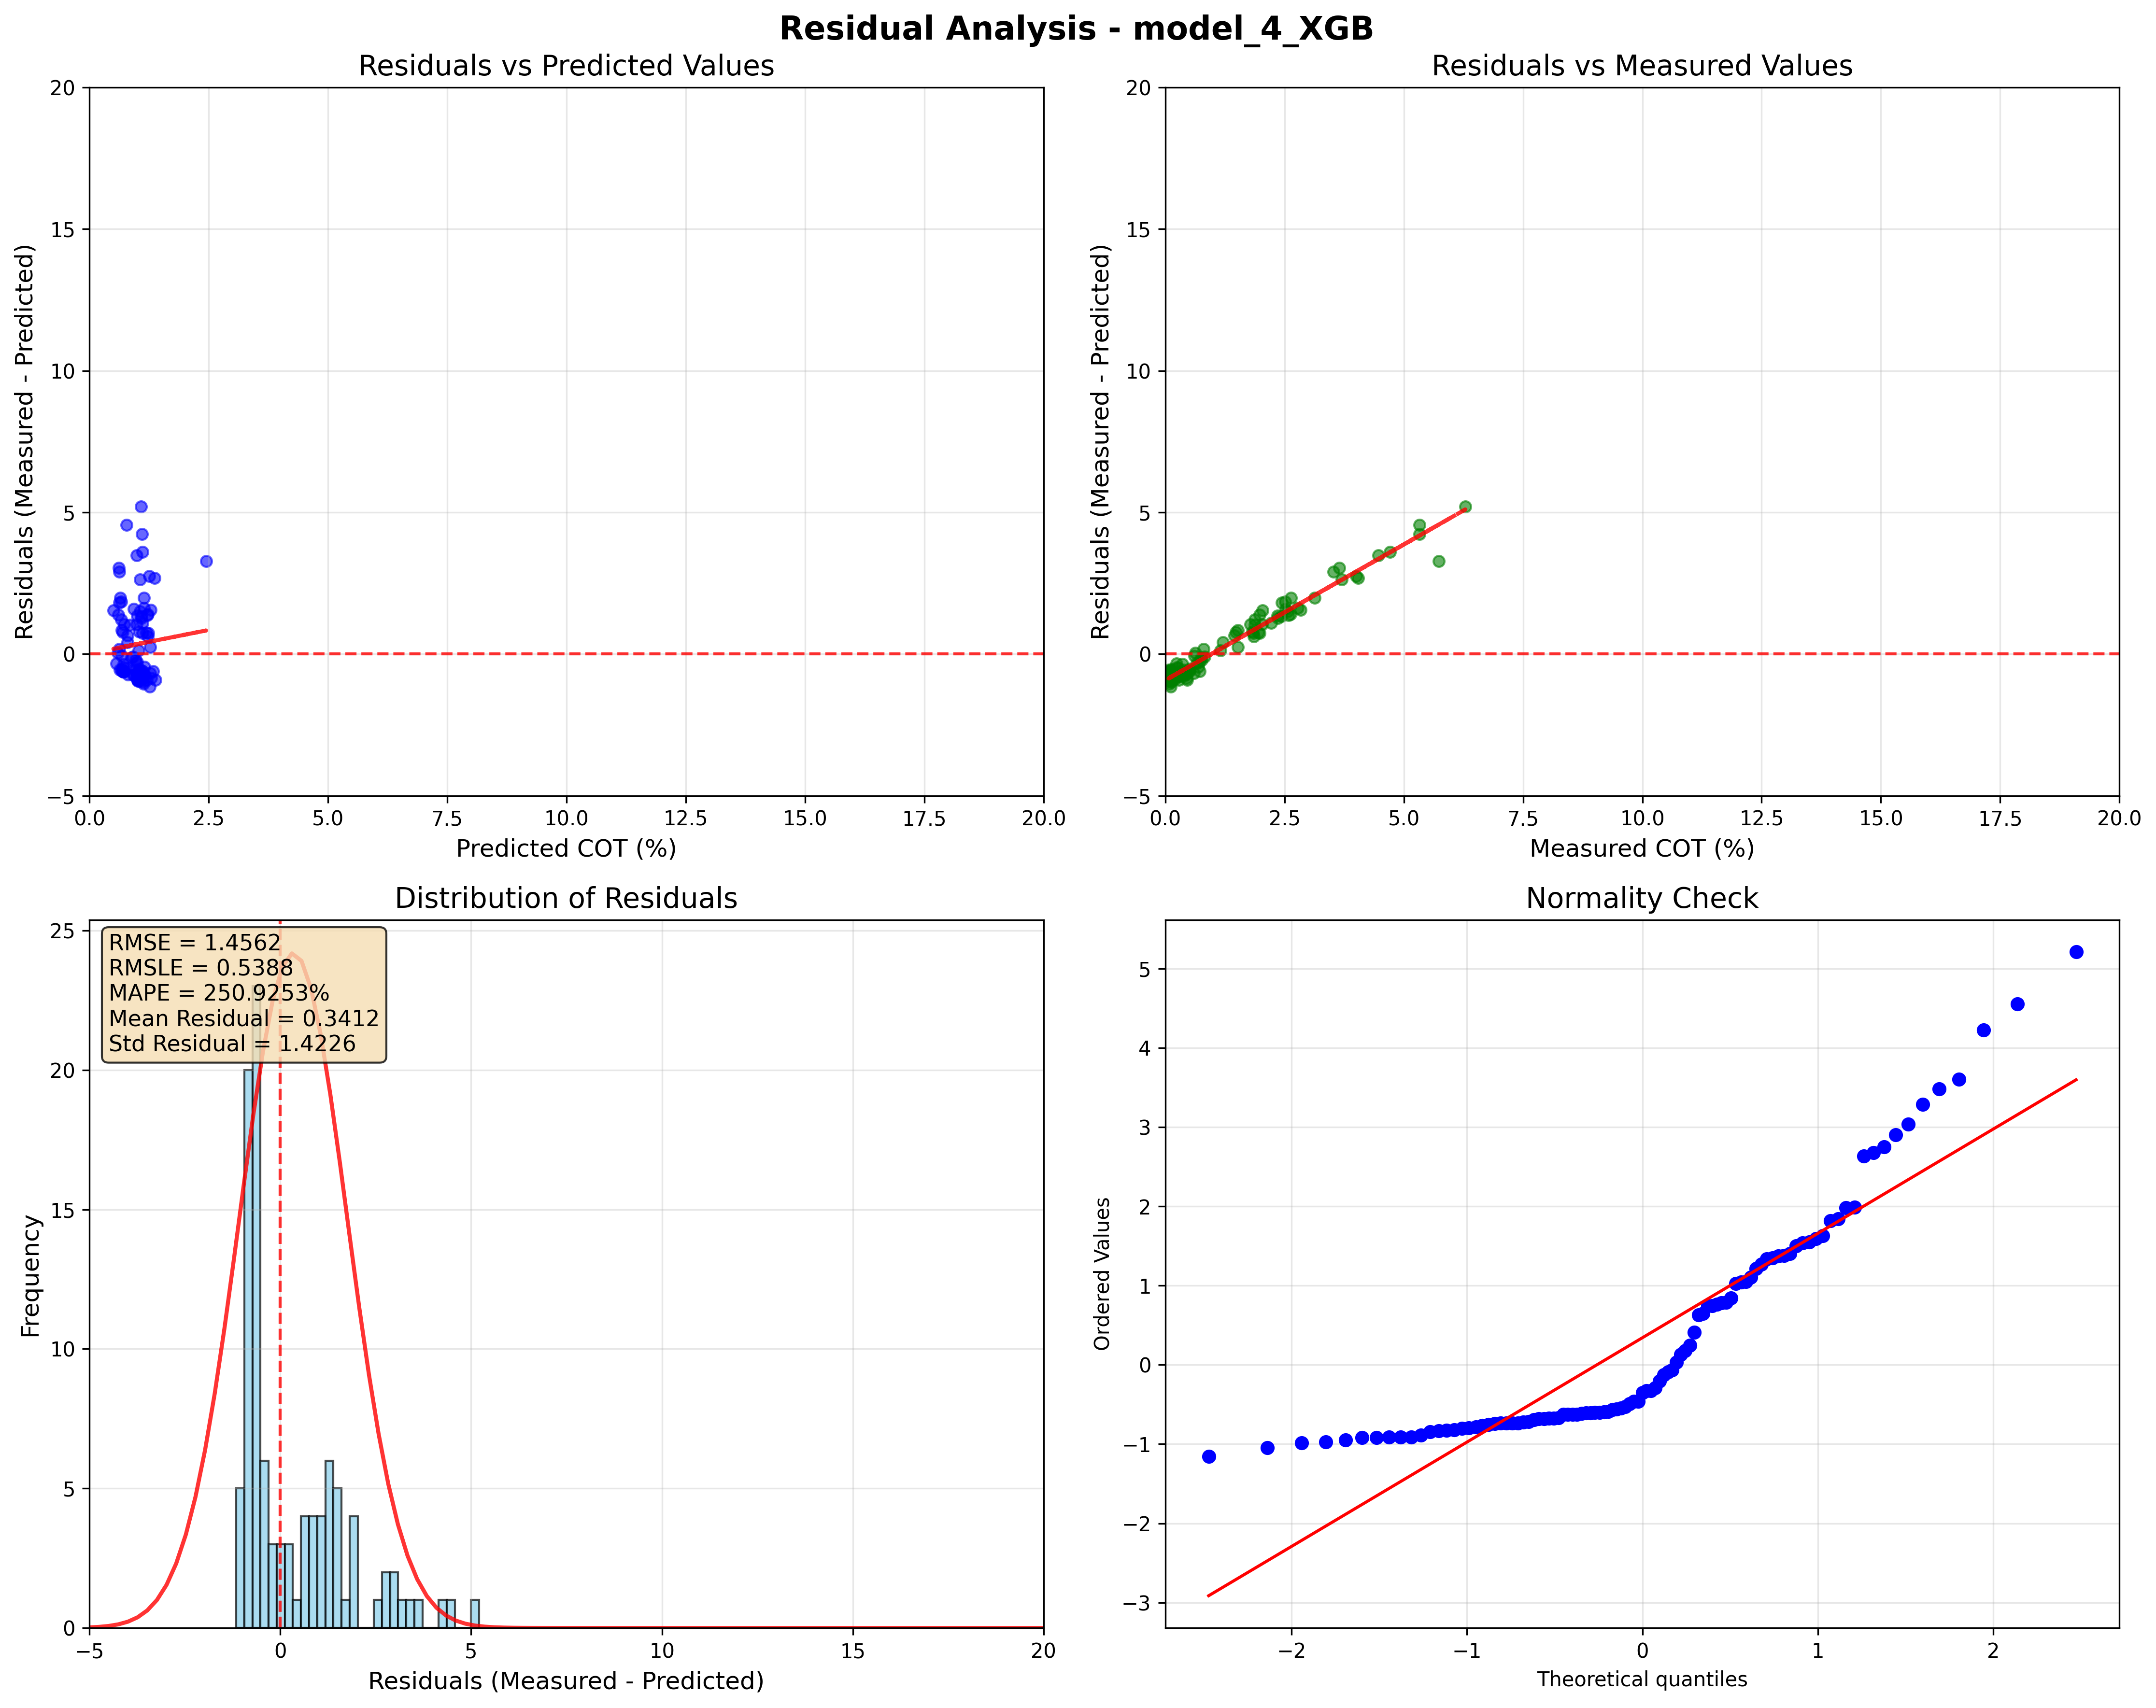 Residual Analysis - model_4_XGB
Residuals vs Predicted Values
Residuals (Measured - Predicted)
20
15
10
5
0
−5
0.0 2.5 5.0 7.5 10.0 12.5 15.0 17.5 20.0
Predicted COT (%)
Residuals vs Measured Values
Residuals (Measured - Predicted)
20
15
10
5
0
−5
0.0 2.5 5.0 7.5 10.0 12.5 15.0 17.5 20.0
Measured COT (%)
Distribution of Residuals
Frequency
25
20
15
10
5
0
RMSE = 1.4562
RMSLE = 0.5388
MAPE = 250.9253%
Mean Residual = 0.3412
Std Residual = 1.4226
−5 0 5 10 15 20
Residuals (Measured - Predicted)
Normality Check
Ordered Values
5
4
3
2
1
0
−1
−2
−3
−2 −1 0 1 2
Theoretical quantiles